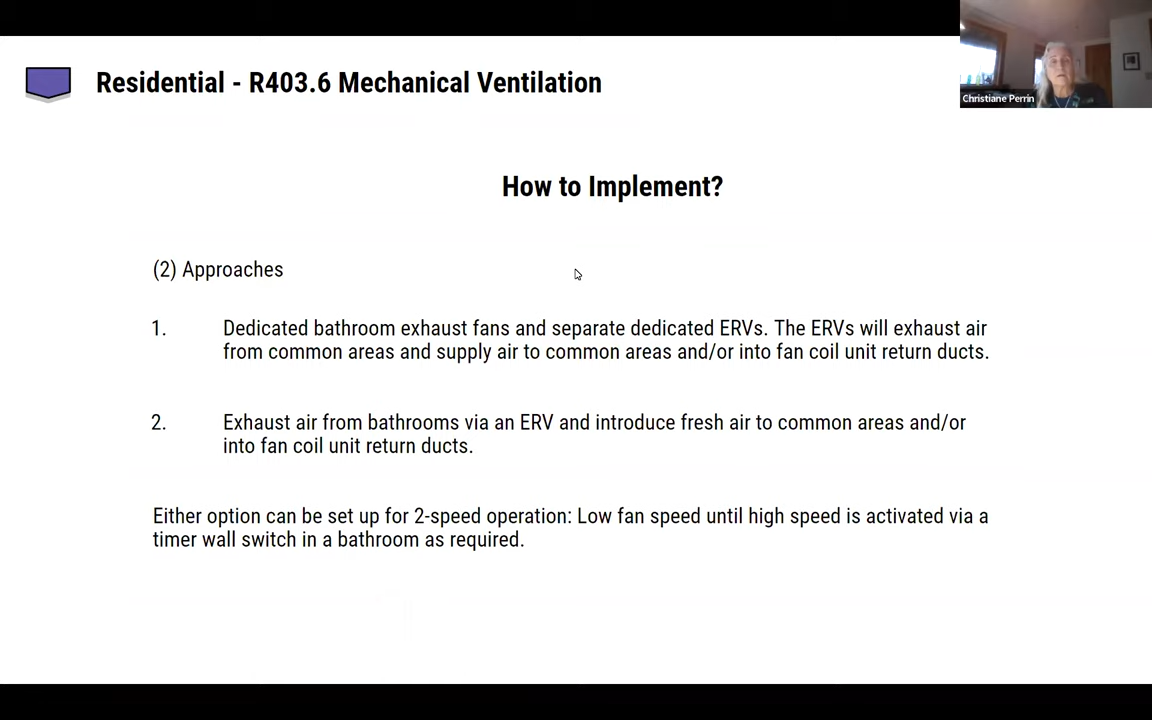 Residential - R403.6 Mechanical Ventilation
Christiane Perrin
How to Implement?
(2) Approaches
1. Dedicated bathroom exhaust fans and separate dedicated ERVs. The ERVs will exhaust air
from common areas and supply air to common areas and/or into fan coil unit return ducts.
2. Exhaust air from bathrooms via an ERV and introduce fresh air to common areas and/or
into fan coil unit return ducts.
Either option can be set up for 2-speed operation: Low fan speed until high speed is activated via a
timer wall switch in a bathroom as required.